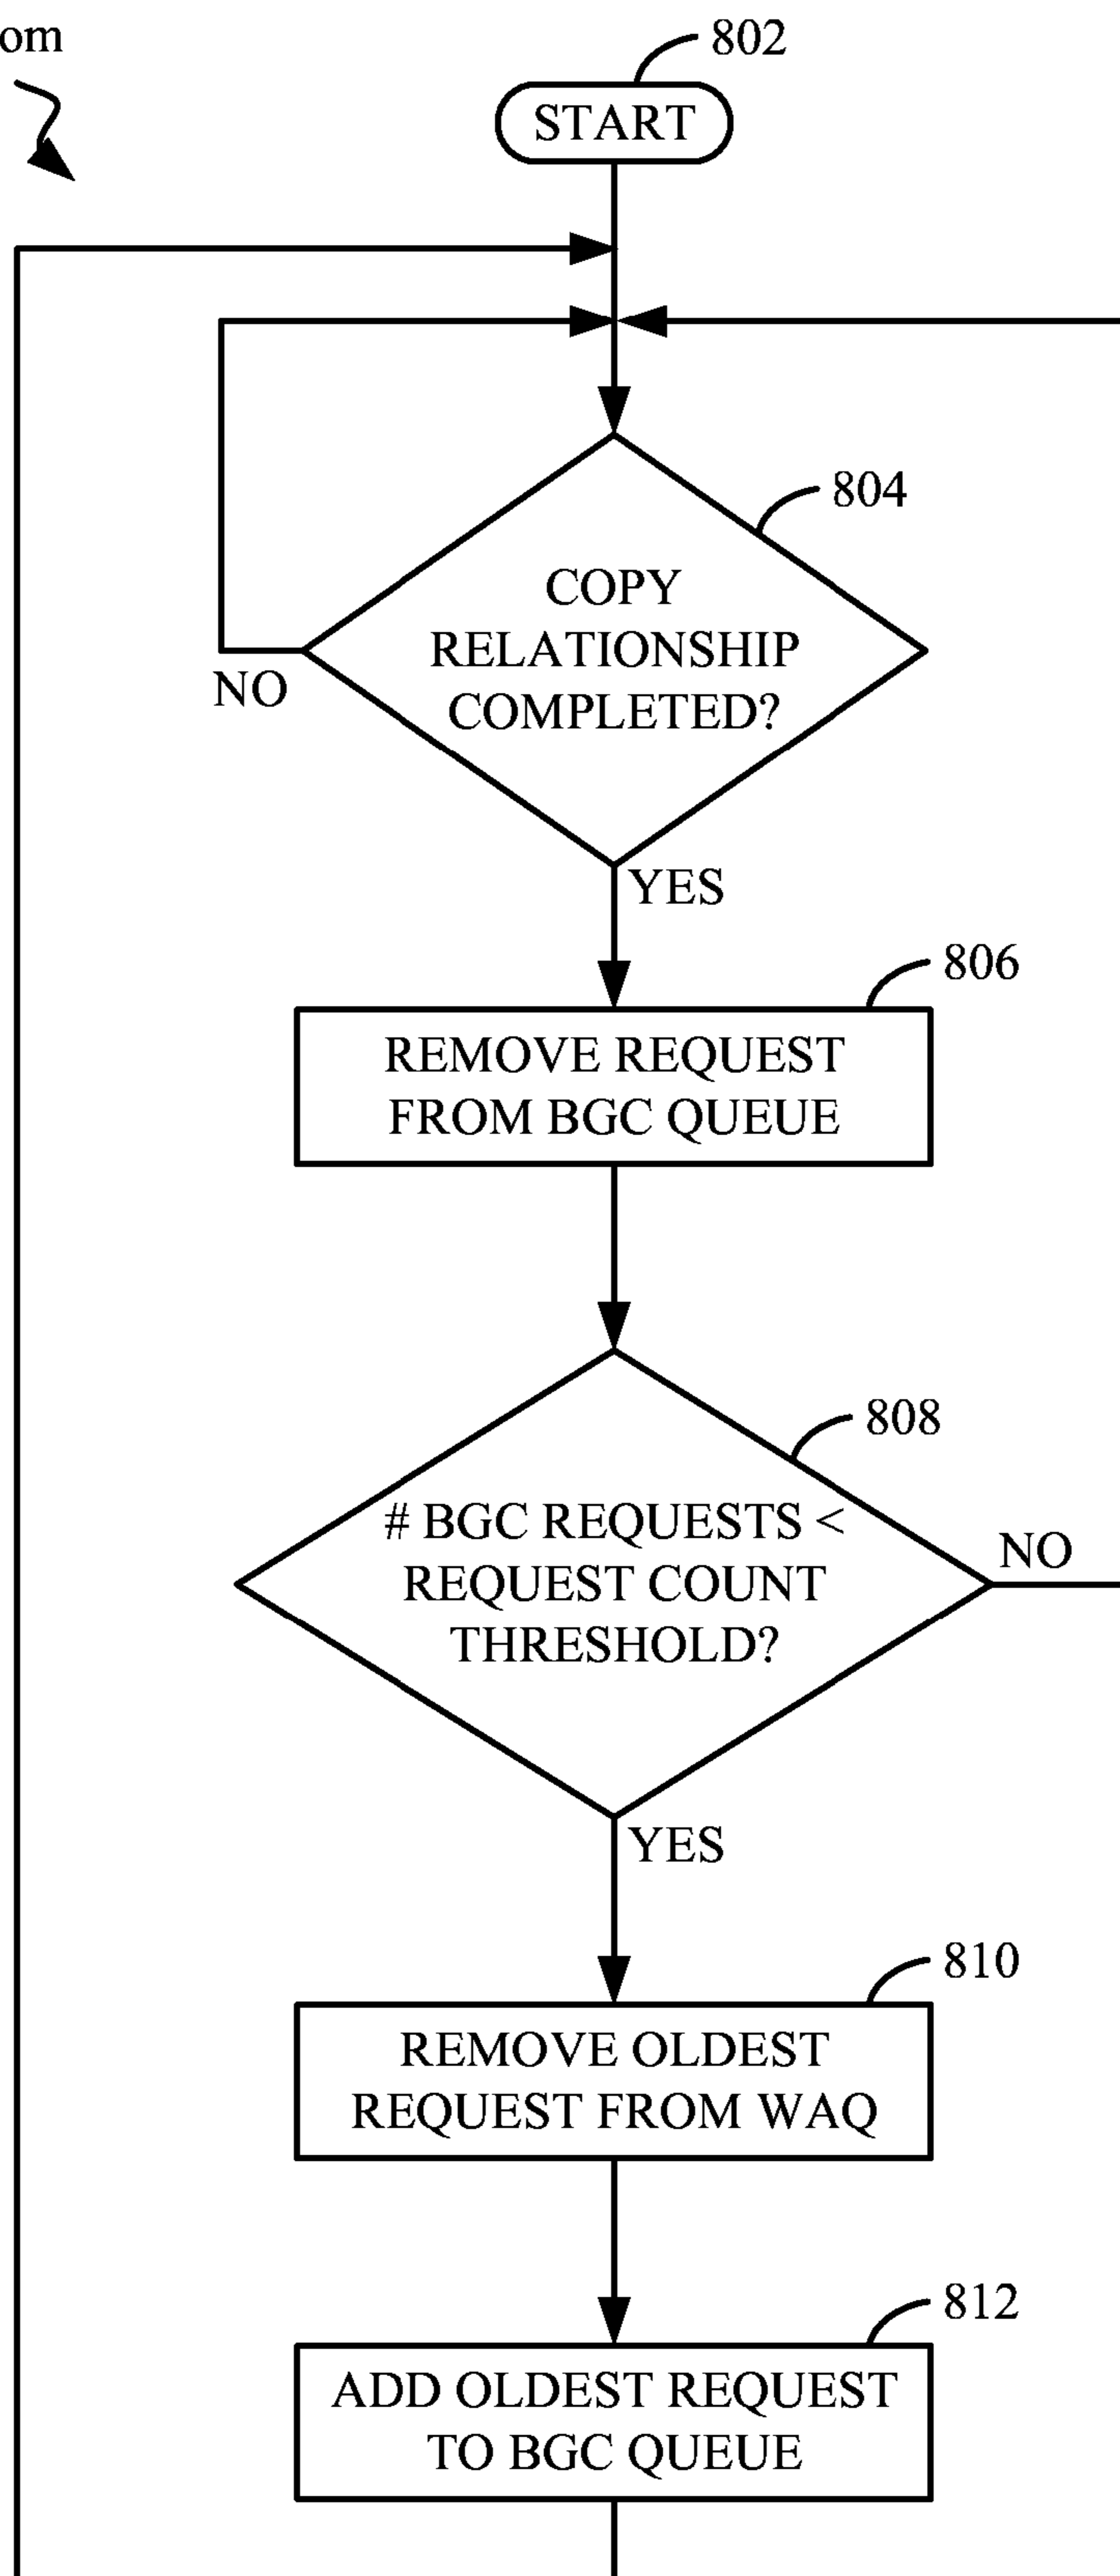 om
802
START
804
COPY
RELATIONSHIP
COMPLETED?
NO
YES
806
REMOVE REQUEST
FROM BGC QUEUE
808
# BGC REQUESTS <
REQUEST COUNT
THRESHOLD?
NO
YES
810
REMOVE OLDEST
REQUEST FROM WAQ
812
ADD OLDEST REQUEST
TO BGC QUEUE